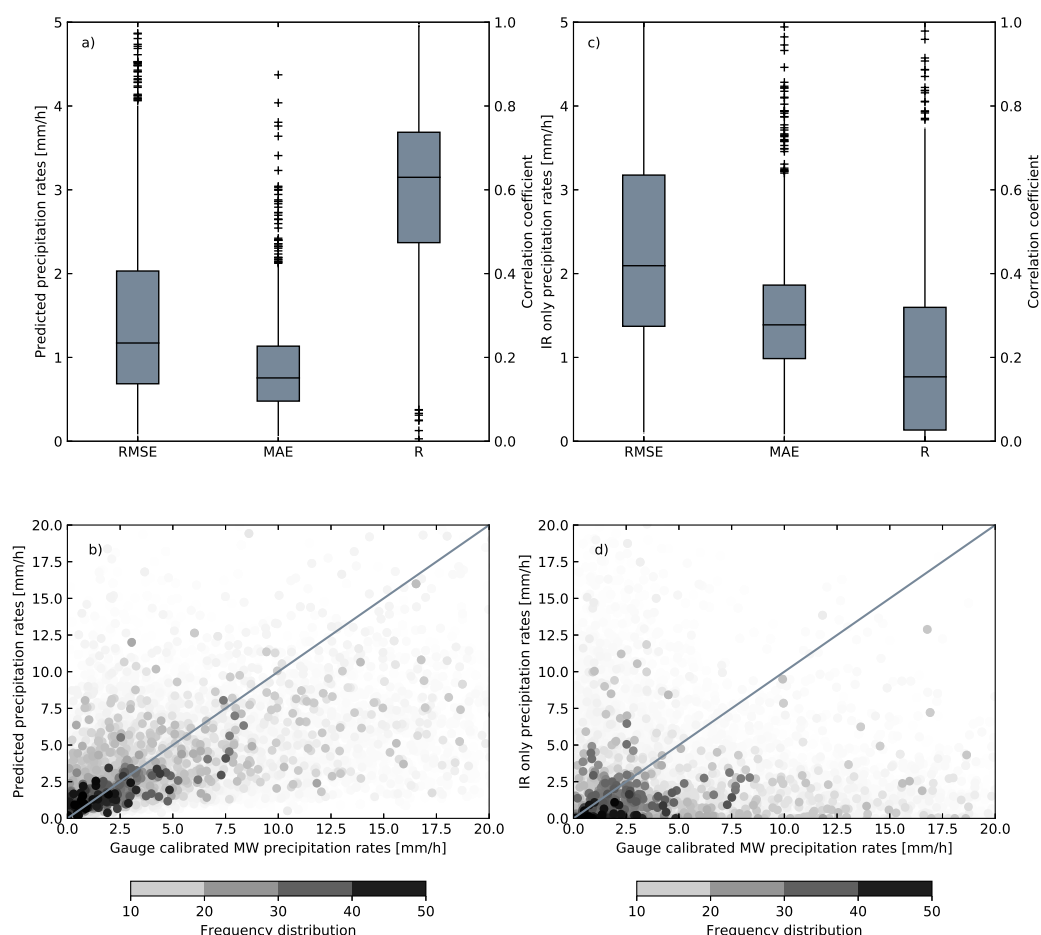 a)
Predicted precipitation rates [mm/h]
5
4
3
2
1
0
1.0
0.8
0.6
0.4
0.2
0.0
Correlation coefficient
RMSE MAE R
c)
IR only precipitation rates [mm/h]
5
4
3
2
1
0
1.0
0.8
0.6
0.4
0.2
0.0
Correlation coefficient
RMSE MAE R
b)
Predicted precipitation rates [mm/h]
20.0
17.5
15.0
12.5
10.0
7.5
5.0
2.5
0.0
0.0 2.5 5.0 7.5 10.0 12.5 15.0 17.5 20.0
Gauge calibrated MW precipitation rates [mm/h]
10 20 30 40 50
Frequency distribution
d)
IR only precipitation rates [mm/h]
20.0
17.5
15.0
12.5
10.0
7.5
5.0
2.5
0.0
0.0 2.5 5.0 7.5 10.0 12.5 15.0 17.5 20.0
Gauge calibrated MW precipitation rates [mm/h]
10 20 30 40 50
Frequency distribution